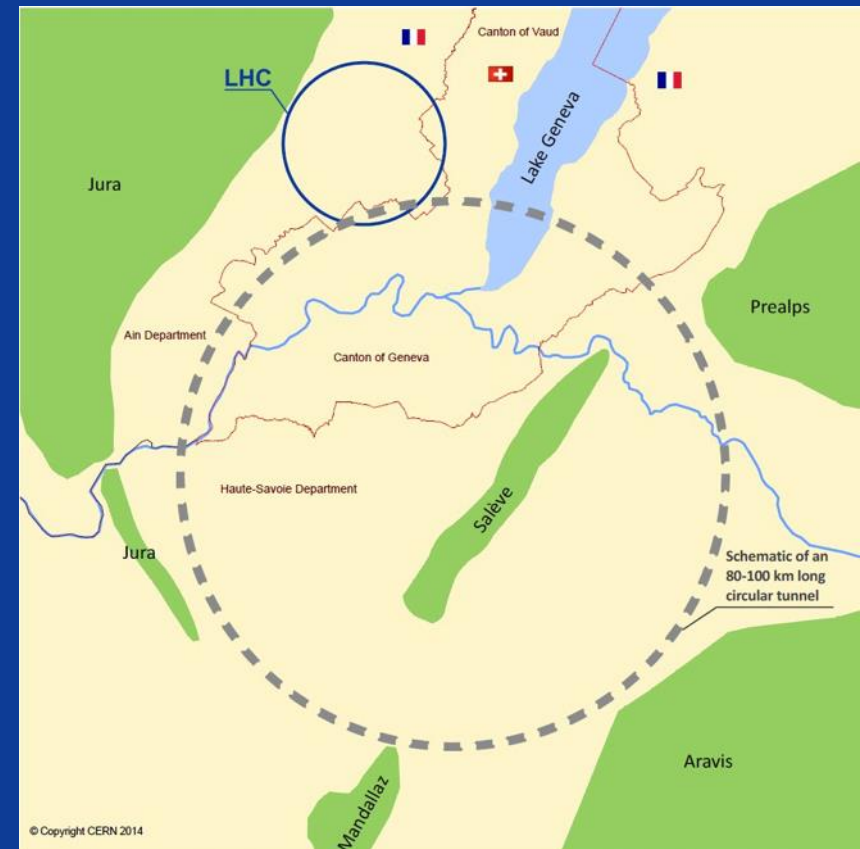 Canton of Vaud
LHC
Lake Geneva
Jura
Prealps
Ain Department
Canton of Geneva
Haute-Savoie Department
Salève
Jura
Schematic of an
80-100 km long
circular tunnel
Aravis
Mandallaz
© Copyright CERN 2014